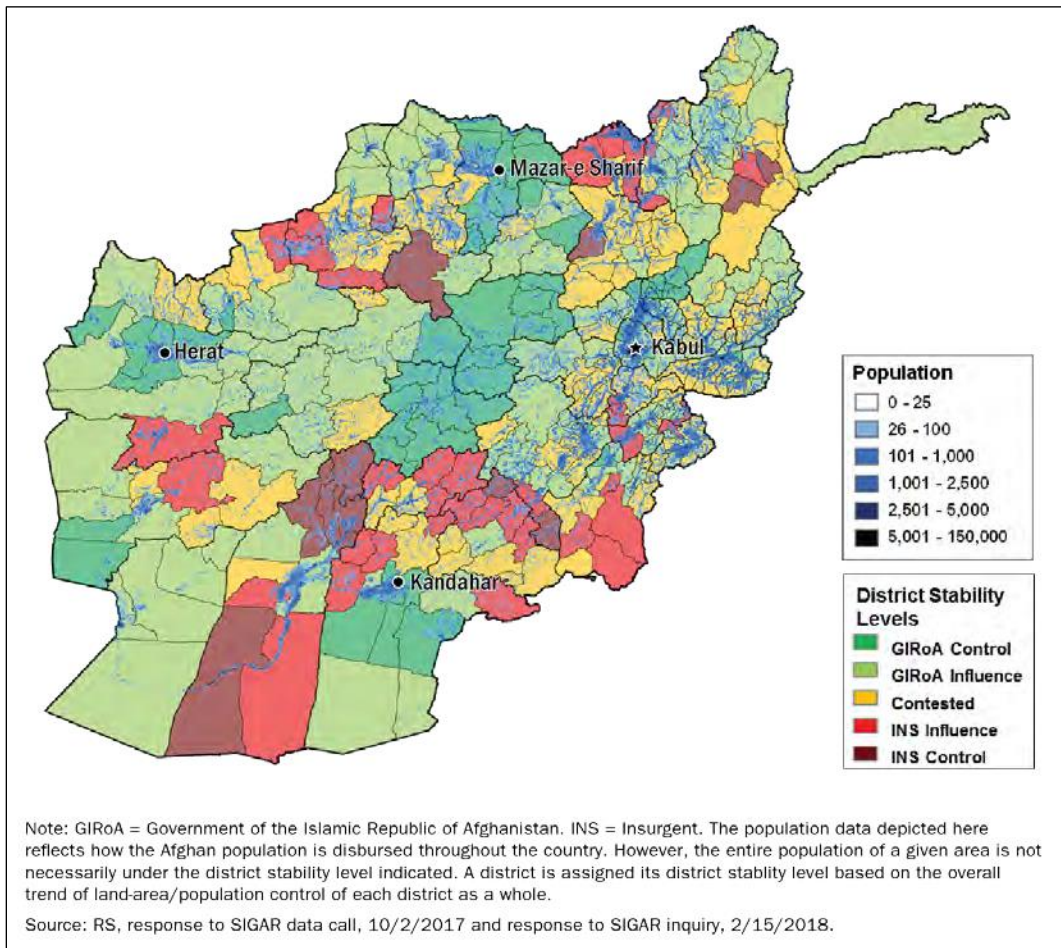 Mazar-e Sharif
Herat
Kabul
Kandahar
Population
0 - 25
26 - 100
101 - 1,000
1,001 - 2,500
2,501 - 5,000
5,001 - 150,000
District Stability
Levels
GIRoA Control
GIRoA Influence
Contested
INS Influence
INS Control
Note: GIRoA = Government of the Islamic Republic of Afghanistan. INS = Insurgent. The population data depicted here
reflects how the Afghan population is disbursed throughout the country. However, the entire population of a given area is not
necessarily under the district stability level indicated. A district is assigned its district stablity level based on the overall
trend of land-area/population control of each district as a whole.
Source: RS, response to SIGAR data call, 10/2/2017 and response to SIGAR inquiry, 2/15/2018.